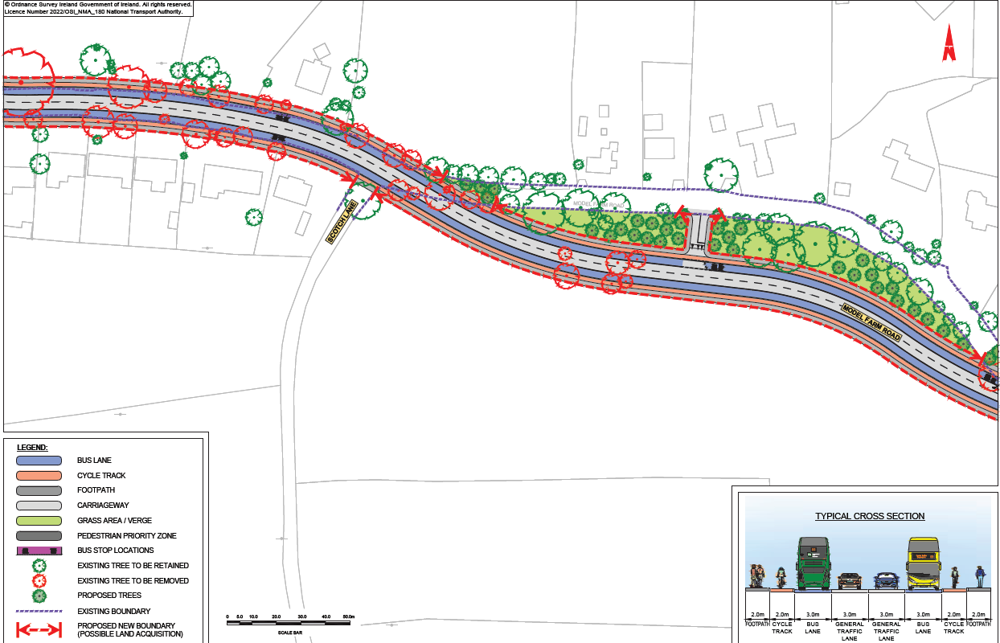 © Ordnance Survey Ireland Government of Ireland. All rights reserved.
Licence Number 2022/OSI_NMA_180 National Transport Authority.
MODEL FARM ROAD
SCOTCH LANE
MODEL FARM ROAD
LEGEND:
BUS LANE
CYCLE TRACK
FOOTPATH
CARRIAGEWAY
GRASS AREA / VERGE
PEDESTRIAN PRIORITY ZONE
BUS STOP LOCATIONS
EXISTING TREE TO BE RETAINED
EXISTING TREE TO BE REMOVED
PROPOSED TREES
EXISTING BOUNDARY
PROPOSED NEW BOUNDARY
(POSSIBLE LAND ACQUISITION)
0 5.0 10.0 20.0 30.0 40.0 50.0m
SCALE BAR
TYPICAL CROSS SECTION
2.0m 2.0m 3.0m 3.0m 3.0m 3.0m 2.0m 2.0m
FOOTPATH CYCLE BUS GENERAL GENERAL BUS CYCLE FOOTPATH
TRACK LANE TRAFFIC TRAFFIC LANE TRACK
LANE LANE